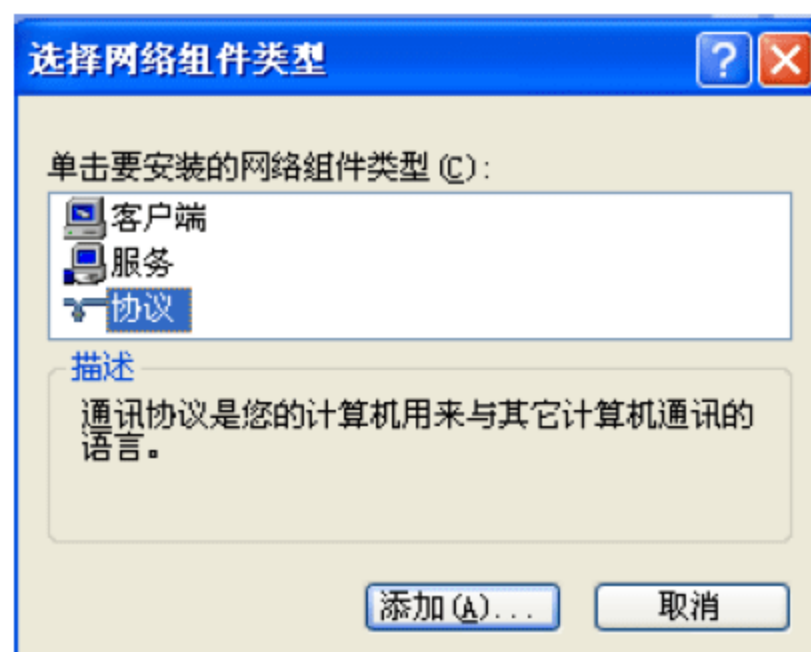 选择网络组件类型
单击要安装的网络组件类型(C):
客户端
服务
协议
描述
通讯协议是您的计算机用来与其它计算机通讯的
语言。
添加(A)... 取消